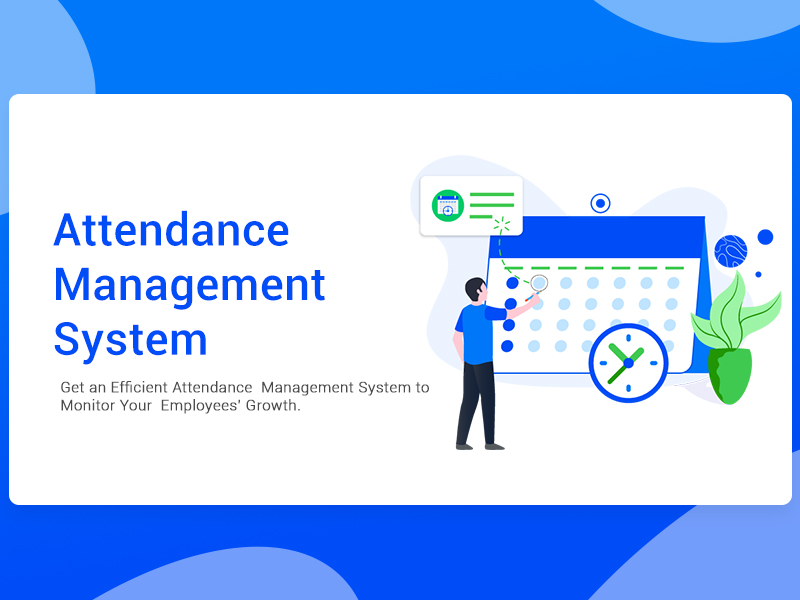 Attendance
Management
System
Get an Efficient Attendance  Management System to
Monitor Your  Employees' Growth.